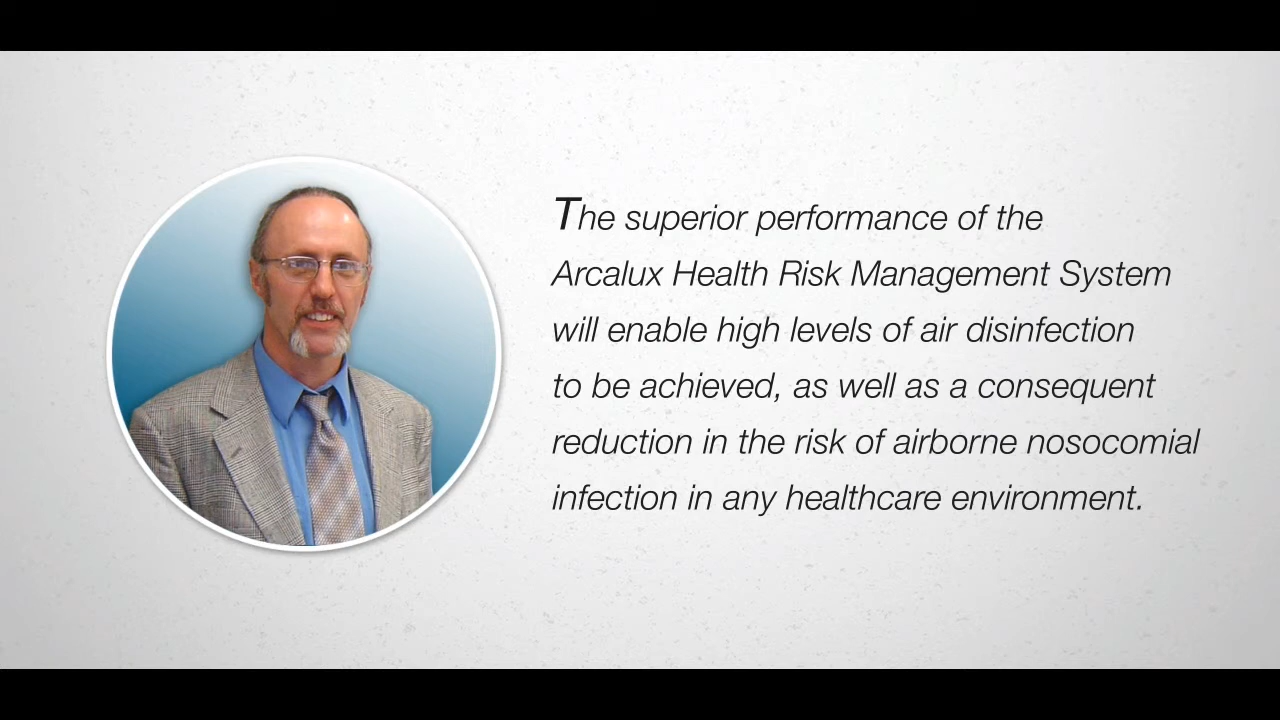 The superior performance of the
Arcalux Health Risk Management System
will enable high levels of air disinfection
to be achieved, as well as a consequent
reduction in the risk of airborne nosocomial
infection in any healthcare environment.